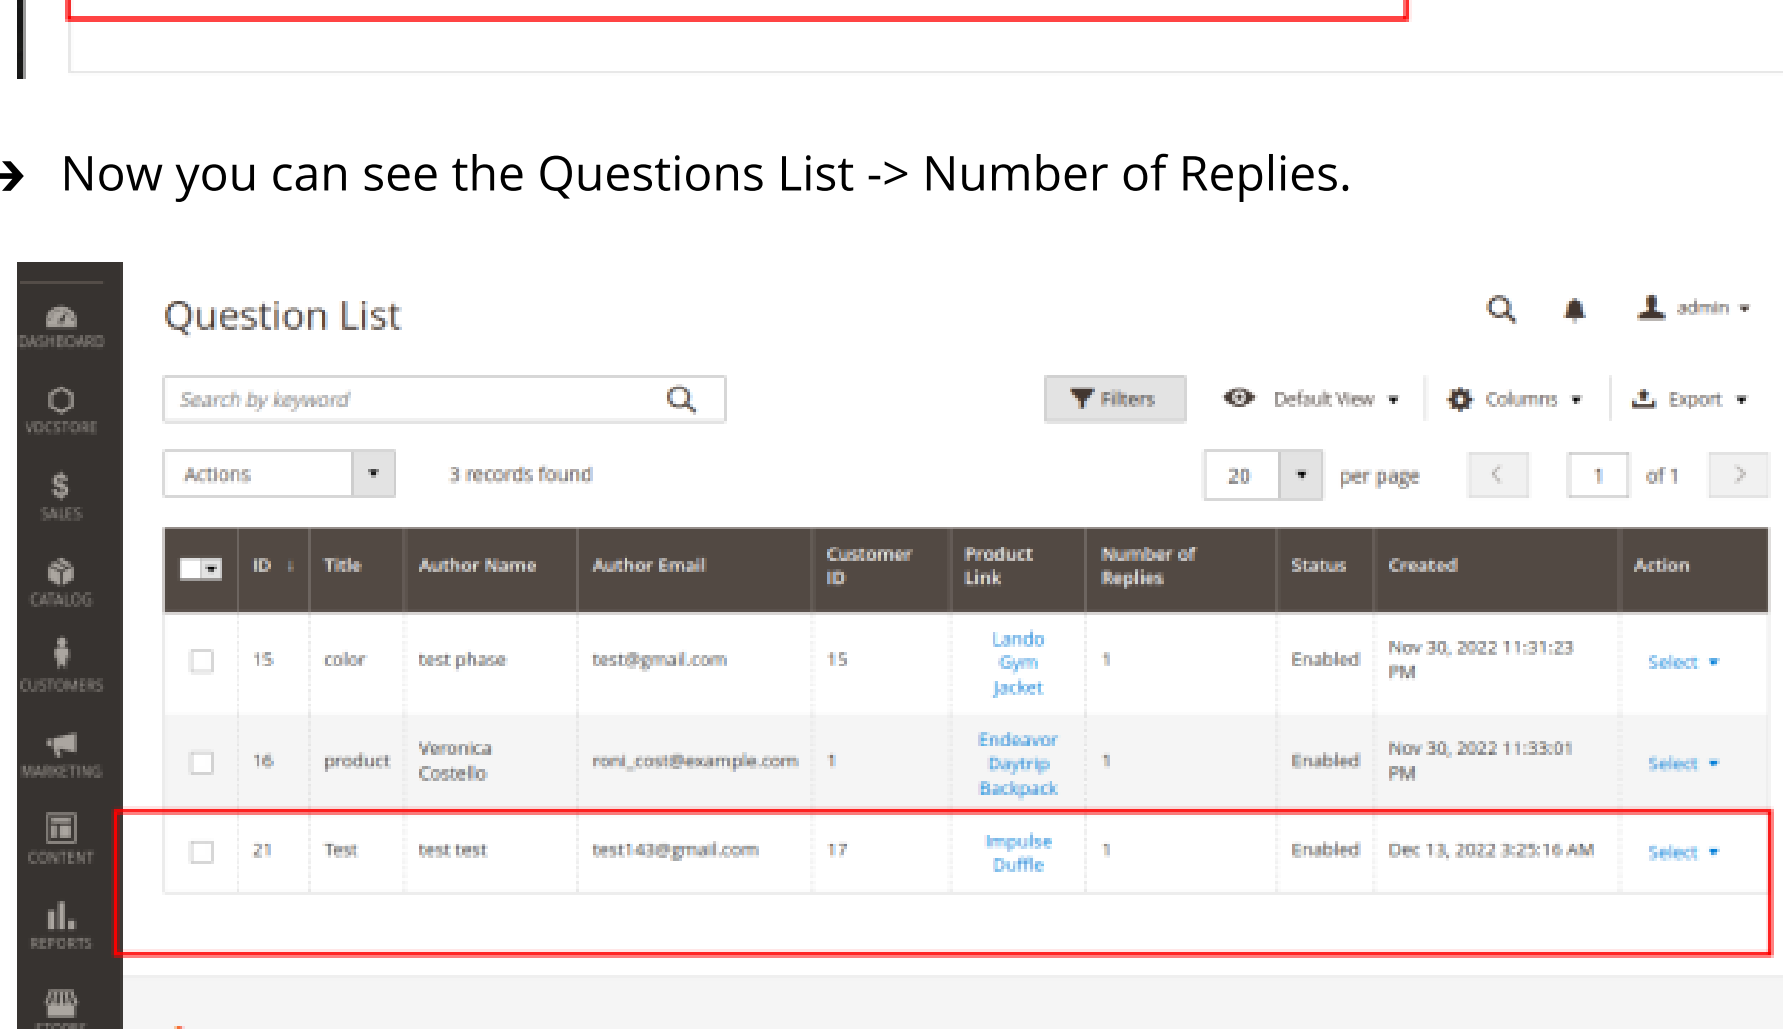 → Now you can see the Questions List -> Number of Replies.
Question List
admin
DASHBOARD
VDCSTORE
SALES
CATALOG
CUSTOMERS
MARKETING
CONTENT
REPORTS
Search by keyword
Filters
Default View
Columns
Export
Actions
3 records found
20 per page
1 of 1
ID ↓ Title Author Name Author Email Customer ID Product Link Number of Replies Status Created Action
15 color test phase test@gmail.com 15 Lando Gym Jacket 1 Enabled Nov 30, 2022 11:31:23 PM Select
16 product Veronica Costello roni_cost@example.com 1 Endeavor Daytrip Backpack 1 Enabled Nov 30, 2022 11:33:01 PM Select
21 Test test test test143@gmail.com 17 Impulse Duffle 1 Enabled Dec 13, 2022 3:25:16 AM Select